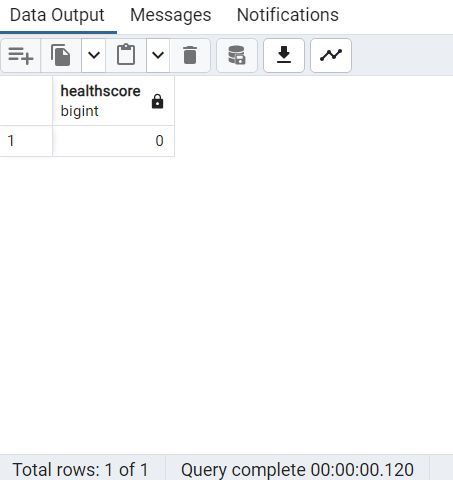 Data Output Messages Notifications
healthscore
bigint
1 0
Total rows: 1 of 1 Query complete 00:00:00.120